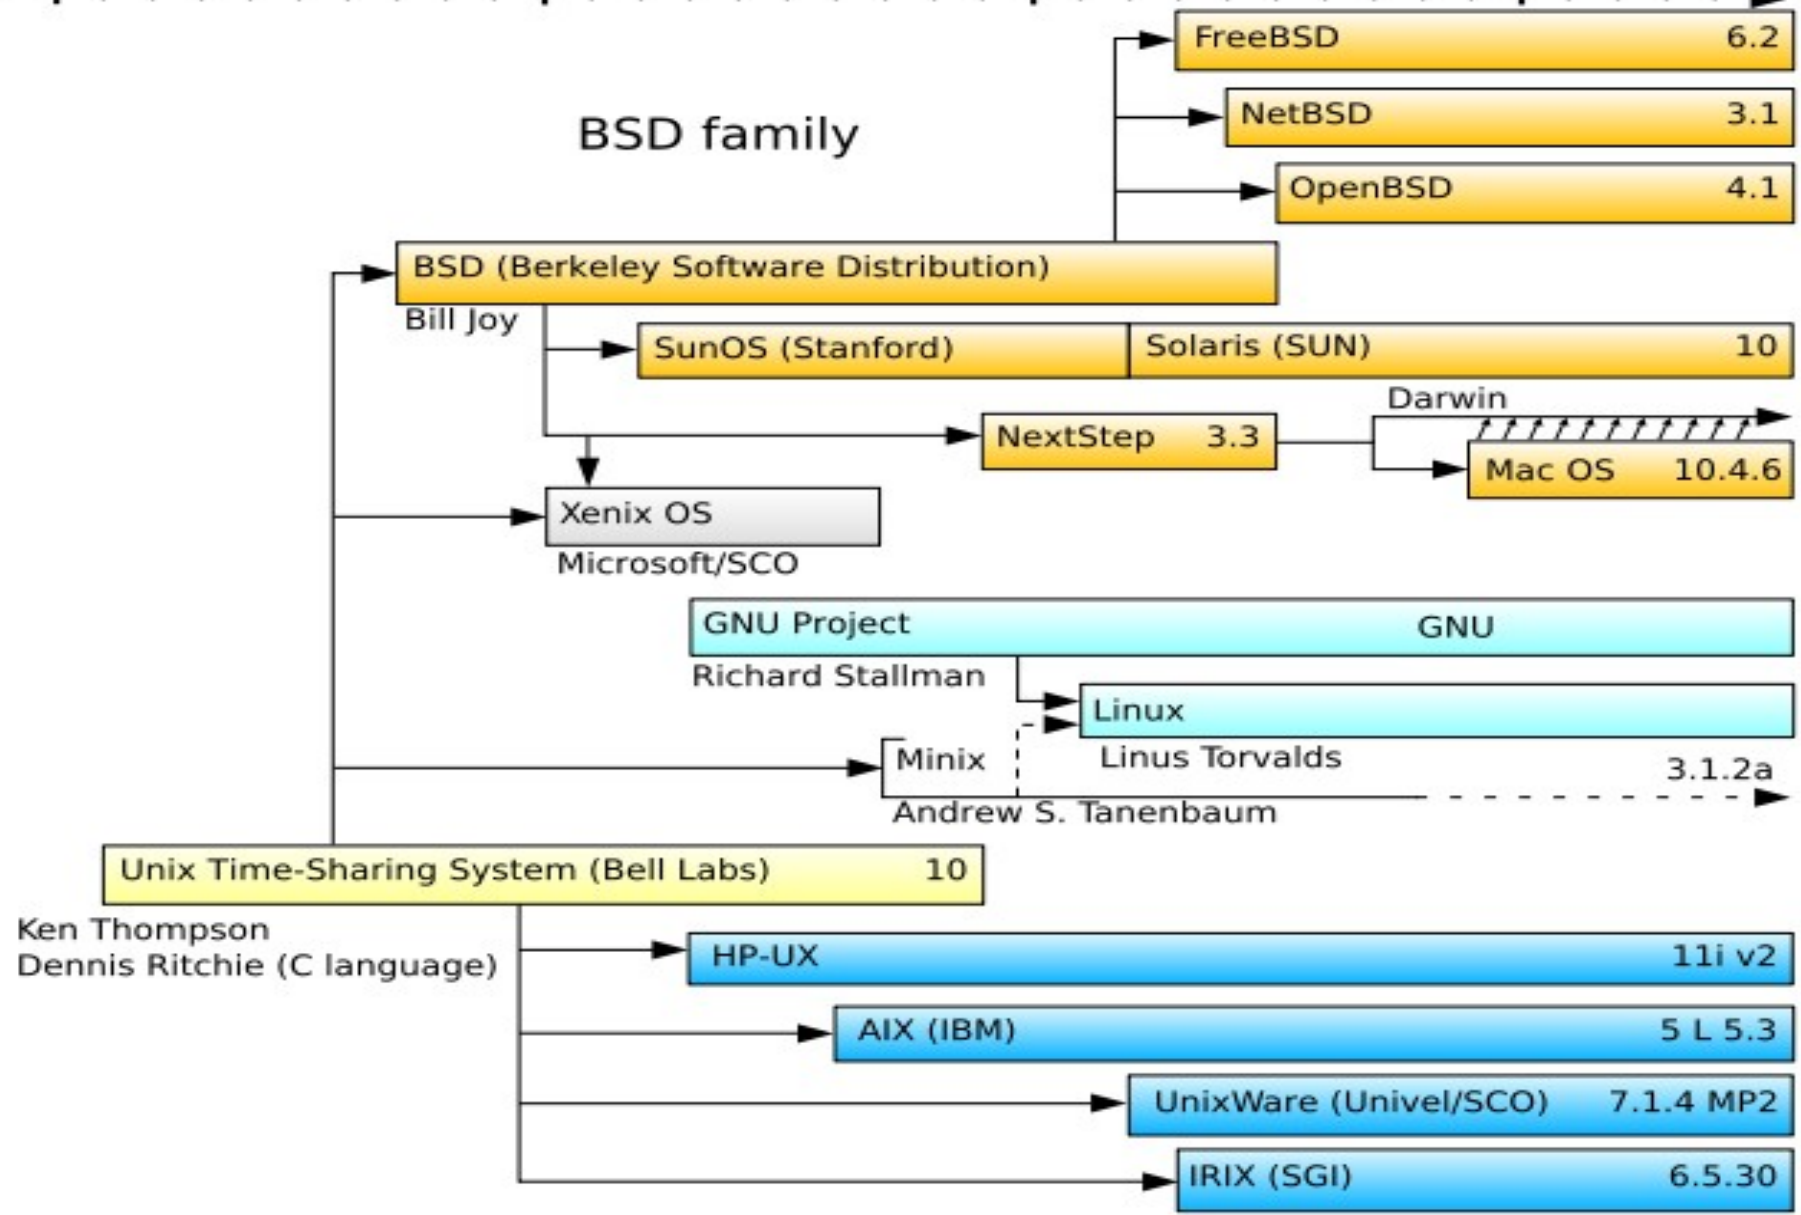 FreeBSD 6.2
NetBSD 3.1
BSD family
OpenBSD 4.1
BSD (Berkeley Software Distribution)
Bill Joy
SunOS (Stanford) Solaris (SUN) 10
Darwin
NextStep 3.3
Mac OS 10.4.6
Xenix OS
Microsoft/SCO
GNU Project GNU
Richard Stallman
Linux
Minix
Linus Torvalds
3.1.2a
Andrew S. Tanenbaum
Unix Time-Sharing System (Bell Labs) 10
Ken Thompson
Dennis Ritchie (C language)
HP-UX 11i v2
AIX (IBM) 5 L 5.3
UnixWare (Univel/SCO) 7.1.4 MP2
IRIX (SGI) 6.5.30